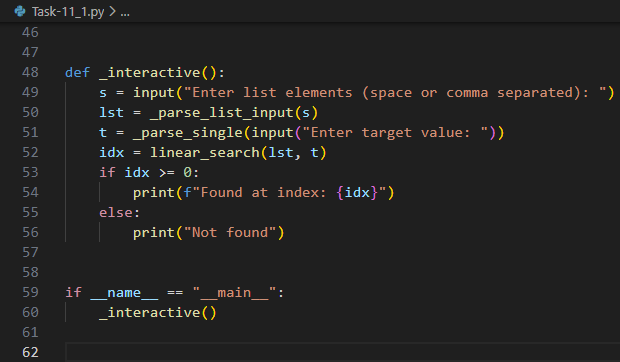 Task-11_1.py > ...
46
47
48 def _interactive():
49     s = input("Enter list elements (space or comma separated): ")
50     lst = _parse_list_input(s)
51     t = _parse_single(input("Enter target value: "))
52     idx = linear_search(lst, t)
53     if idx >= 0:
54         print(f"Found at index: {idx}")
55     else:
56         print("Not found")
57
58
59 if __name__ == "__main__":
60     _interactive()
61
62